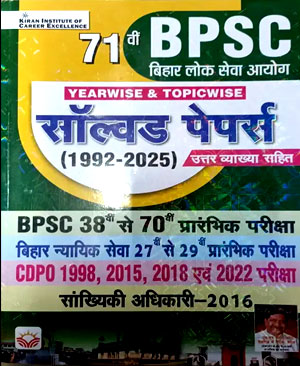 KIRAN INSTITUTE OF
CAREER EXCELLENCE
71वीं BPSC
बिहार लोक सेवा आयोग
YEARWISE & TOPICWISE
सॉल्वड पेपर्स
(1992-2025) उत्तर व्याख्या सहित
BPSC 38वीं से 70वीं प्रारंभिक परीक्षा
बिहार न्यायिक सेवा 27वीं से 29वीं प्रारंभिक परीक्षा
CDPO 1998, 2015, 2018 एवं 2022 परीक्षा
सांख्यिकी अधिकारी–2016